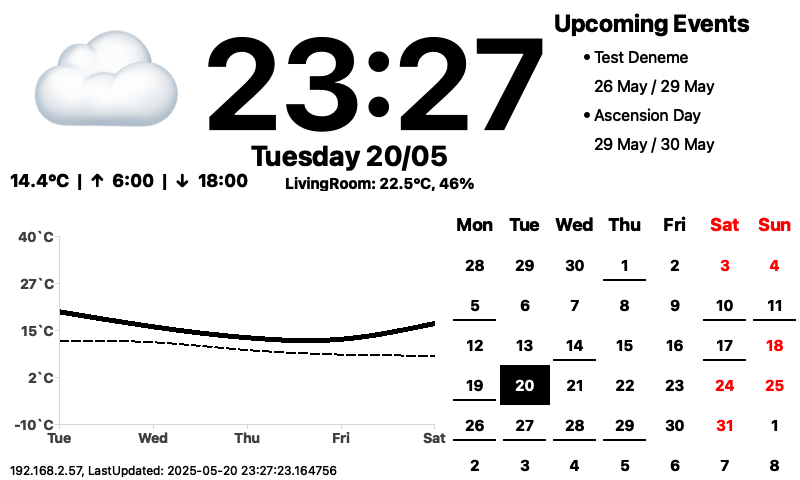 23:27
Tuesday 20/05
14.4°C | ↑ 6:00 | ↓ 18:00
LivingRoom: 22.5°C, 46%
Upcoming Events
• Test Deneme
26 May / 29 May
• Ascension Day
29 May / 30 May
40`C
27`C
15`C
2`C
-10`C
Tue Wed Thu Fri Sat
Mon Tue Wed Thu Fri Sat Sun
28 29 30 1 2 3 4
5 6 7 8 9 10 11
12 13 14 15 16 17 18
19 20 21 22 23 24 25
26 27 28 29 30 31 1
2 3 4 5 6 7 8
192.168.2.57, LastUpdated: 2025-05-20 23:27:23.164756